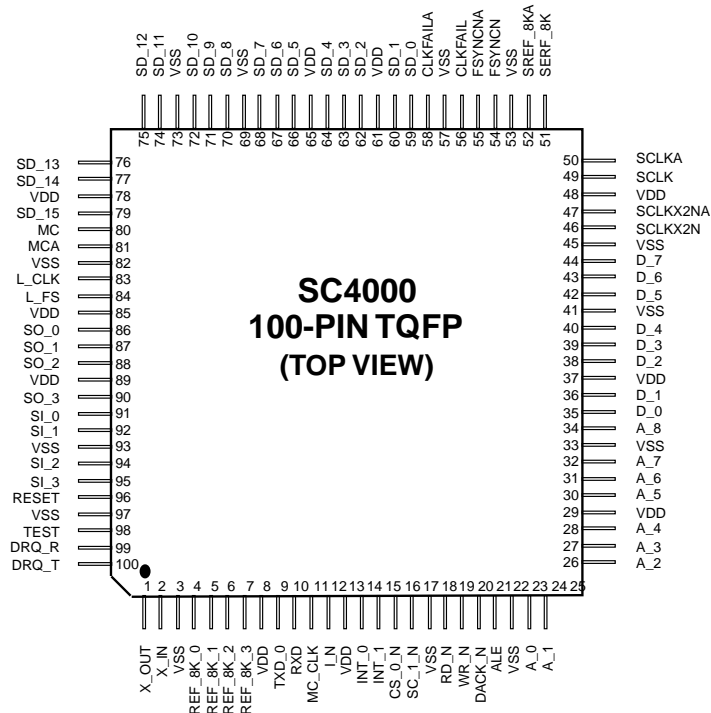 SD_12
SD_11
VSS
SD_10
SD_9
SD_8
VSS
SD_7
SD_6
SD_5
VDD
SD_4
SD_3
SD_2
VDD
SD_1
SD_0
CLKFAILA
VSS
CLKFAIL
FSYNCNA
FSYNCN
VSS
SREF_8KA
SERF_8K
75 74 73 72 71 70 69 68 67 66 65 64 63 62 61 60 59 58 57 56 55 54 53 52 51
SD_13 76
SD_14 77
VDD 78
SD_15 79
MC 80
MCA 81
VSS 82
L_CLK 83
L_FS 84
VDD 85
SO_0 86
SO_1 87
SO_2 88
VDD 89
SO_3 90
SI_0 91
SI_1 92
VSS 93
SI_2 94
SI_3 95
RESET 96
VSS 97
TEST 98
DRQ_R 99
DRQ_T 100
SC4000
100-PIN TQFP
(TOP VIEW)
50 SCLKA
49 SCLK
48 VDD
47 SCLKX2NA
46 SCLKX2N
45 VSS
44 D_7
43 D_6
42 D_5
41 VSS
40 D_4
39 D_3
38 D_2
37 VDD
36 D_1
35 D_0
34 A_8
33 VSS
32 A_7
31 A_6
30 A_5
29 VDD
28 A_4
27 A_3
26 A_2
1 2 3 4 5 6 7 8 9 10 11 12 13 14 15 16 17 18 19 20 21 22 23 24 25
X_OUT
X_IN
VSS
REF_8K_0
REF_8K_1
REF_8K_2
REF_8K_3
VDD
TXD_0
RXD
MC_CLK
I_N
VDD
INT_0
INT_1
CS_0_N
SC_1_N
VSS
RD_N
WR_N
DACK_N
ALE
VSS
A_0
A_1